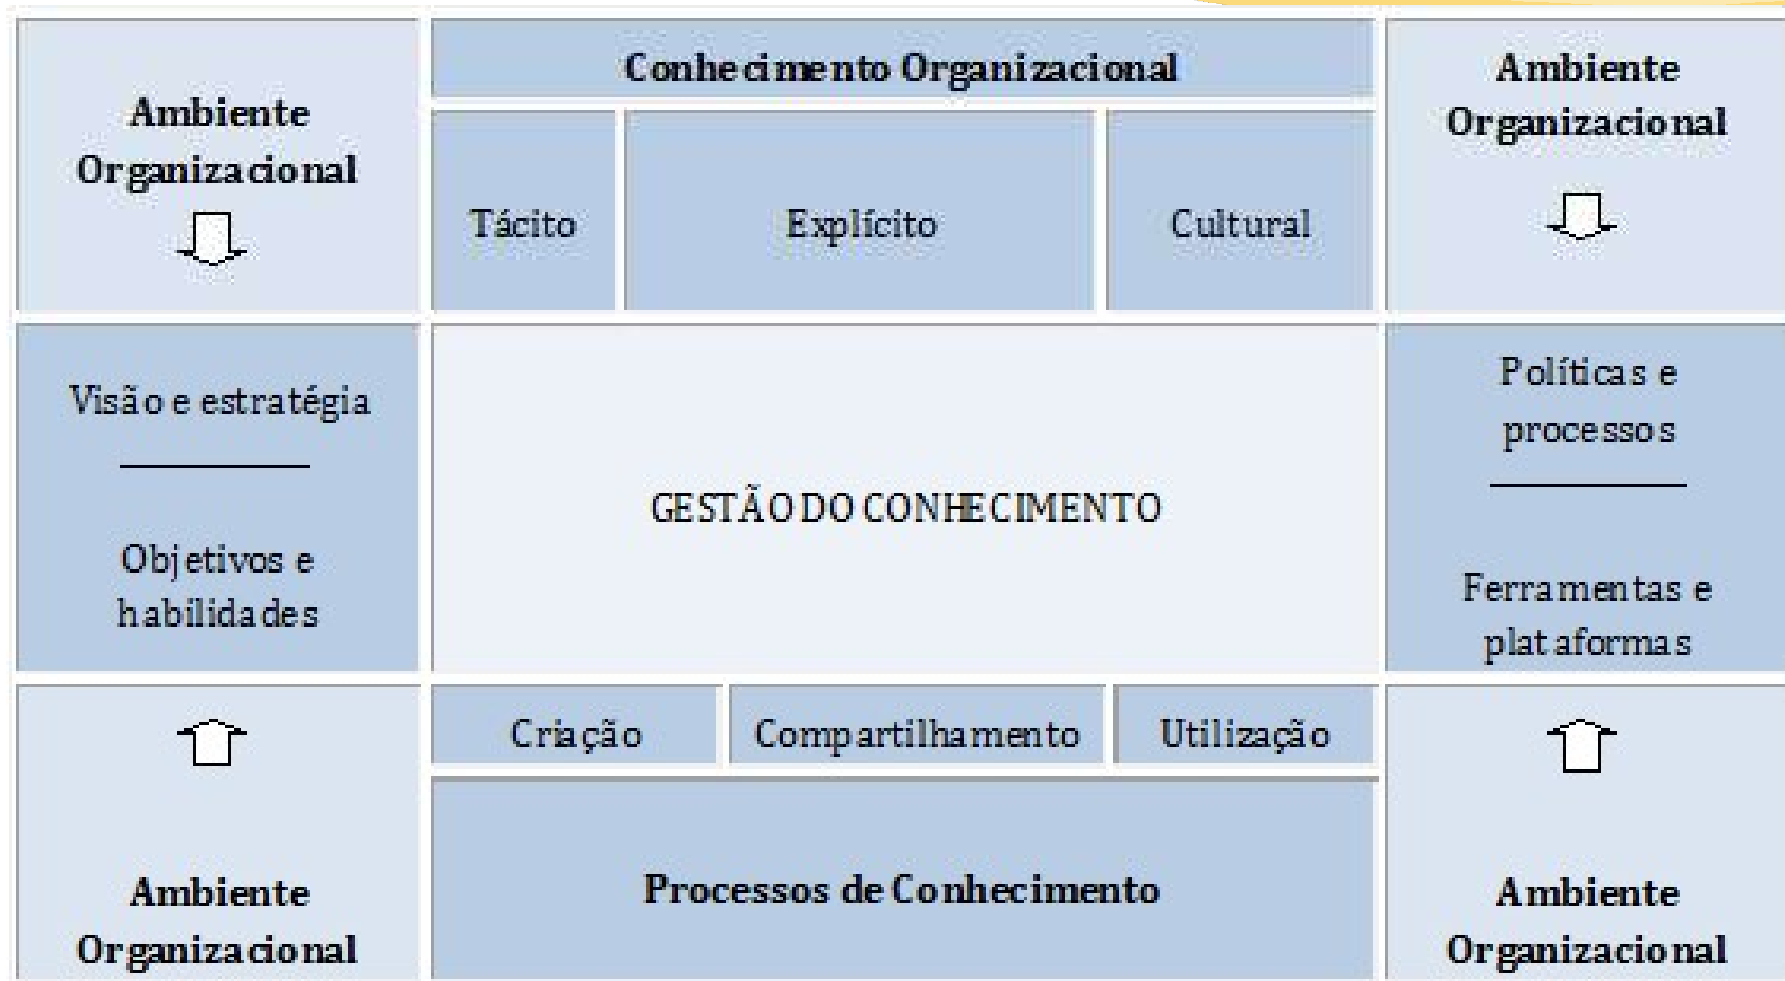 Ambiente
Organizacional
Conhecimento Organizacional
Ambiente
Organizacional
Tácito
Explícito
Cultural
Visão e estratégia
Objetivos e
habilidades
GESTÃO DO CONHECIMENTO
Políticas e
processos
Ferramentas e
plataformas
Criação
Compartilhamento
Utilização
Ambiente
Organizacional
Processos de Conhecimento
Ambiente
Organizacional